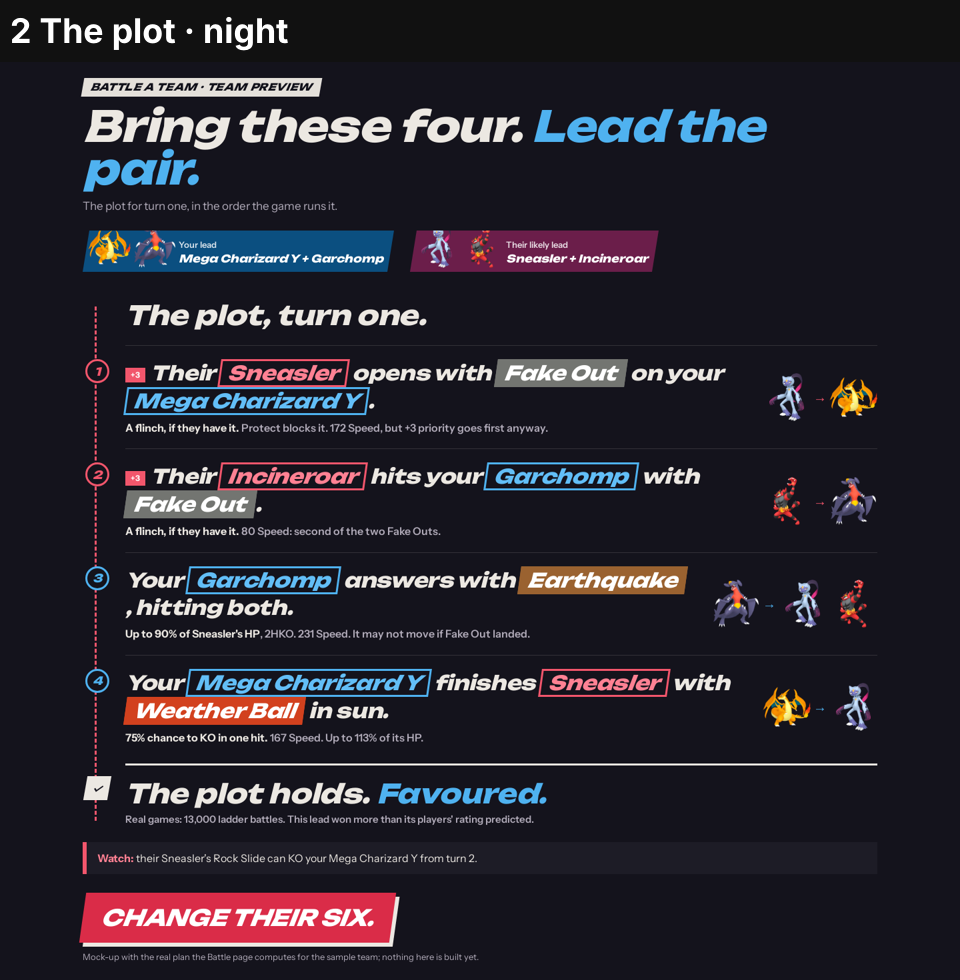 2 The plot · night
BATTLE A TEAM · TEAM PREVIEW
Bring these four. Lead the
pair.
The plot for turn one, in the order the game runs it.
Your lead
Mega Charizard Y + Garchomp
Their likely lead
Sneasler + Incineroar
The plot, turn one.
1
+3 Their Sneasler opens with Fake Out on your
Mega Charizard Y.
A flinch, if they have it. Protect blocks it. 172 Speed, but +3 priority goes first anyway.
2
+3 Their Incineroar hits your Garchomp with
Fake Out.
A flinch, if they have it. 80 Speed: second of the two Fake Outs.
3
Your Garchomp answers with Earthquake
, hitting both.
Up to 90% of Sneasler's HP, 2HKO. 231 Speed. It may not move if Fake Out landed.
4
Your Mega Charizard Y finishes Sneasler with
Weather Ball in sun.
75% chance to KO in one hit. 167 Speed. Up to 113% of its HP.
The plot holds. Favoured.
Real games: 13,000 ladder battles. This lead won more than its players' rating predicted.
Watch: their Sneasler's Rock Slide can KO your Mega Charizard Y from turn 2.
CHANGE THEIR SIX.
Mock-up with the real plan the Battle page computes for the sample team; nothing here is built yet.